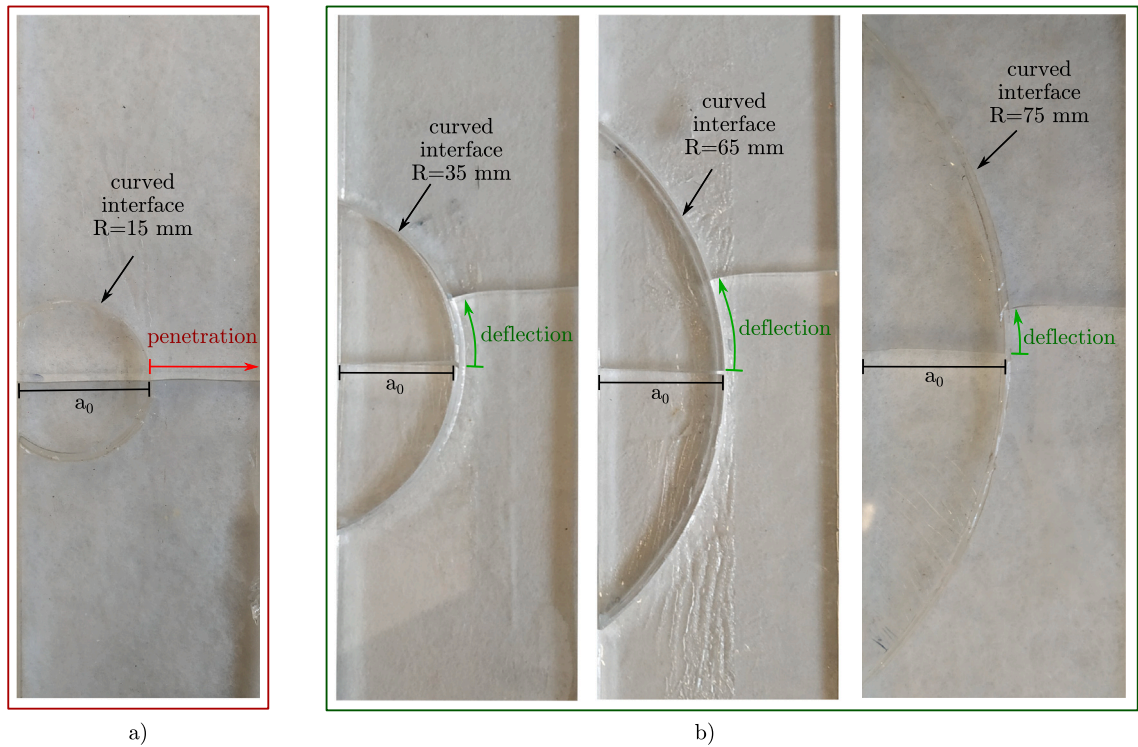 curved
interface
R=15 mm
penetration
a0
a)
curved
interface
R=35 mm
deflection
a0
curved
interface
R=65 mm
deflection
a0
curved
interface
R=75 mm
deflection
a0
b)